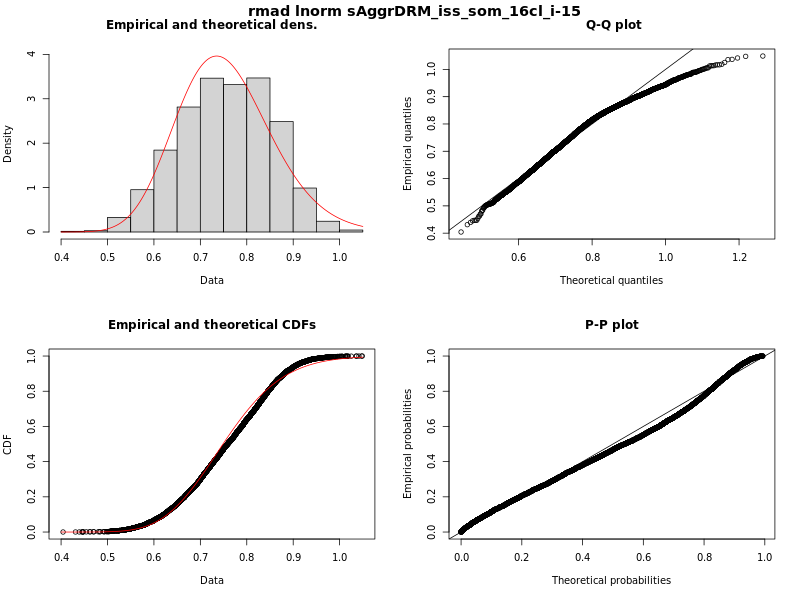 rmad lnorm sAggrDRM_iss_som_16cl_i-15
Empirical and theoretical dens.
Density
0 1 2 3 4
0.4 0.5 0.6 0.7 0.8 0.9 1.0
Data
Q-Q plot
Empirical quantiles
0.4 0.5 0.6 0.7 0.8 0.9 1.0
0.6 0.8 1.0 1.2
Theoretical quantiles
Empirical and theoretical CDFs
CDF
0.0 0.2 0.4 0.6 0.8 1.0
0.4 0.5 0.6 0.7 0.8 0.9 1.0
Data
P-P plot
Empirical probabilities
0.0 0.2 0.4 0.6 0.8 1.0
0.0 0.2 0.4 0.6 0.8 1.0
Theoretical probabilities